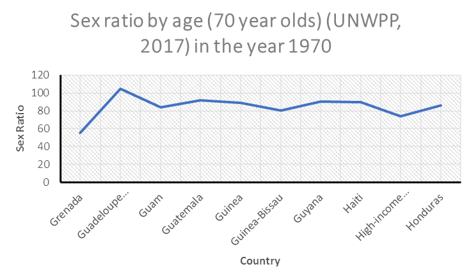 Sex ratio by age (70 year olds) (UNWPP,
2017) in the year 1970
120
100
80
60
40
20
0
Sex Ratio
Grenada
Guadeloupe...
Guam
Guatemala
Guinea
Guinea-Bissau
Guyana
Haiti
High-income...
Honduras
Country